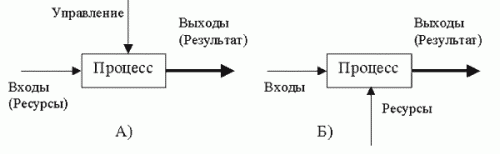 Управление
Выходы
(Результат)
Процесс
Входы
(Ресурсы)
А)
Выходы
(Результат)
Процесс
Входы
Ресурсы
Б)